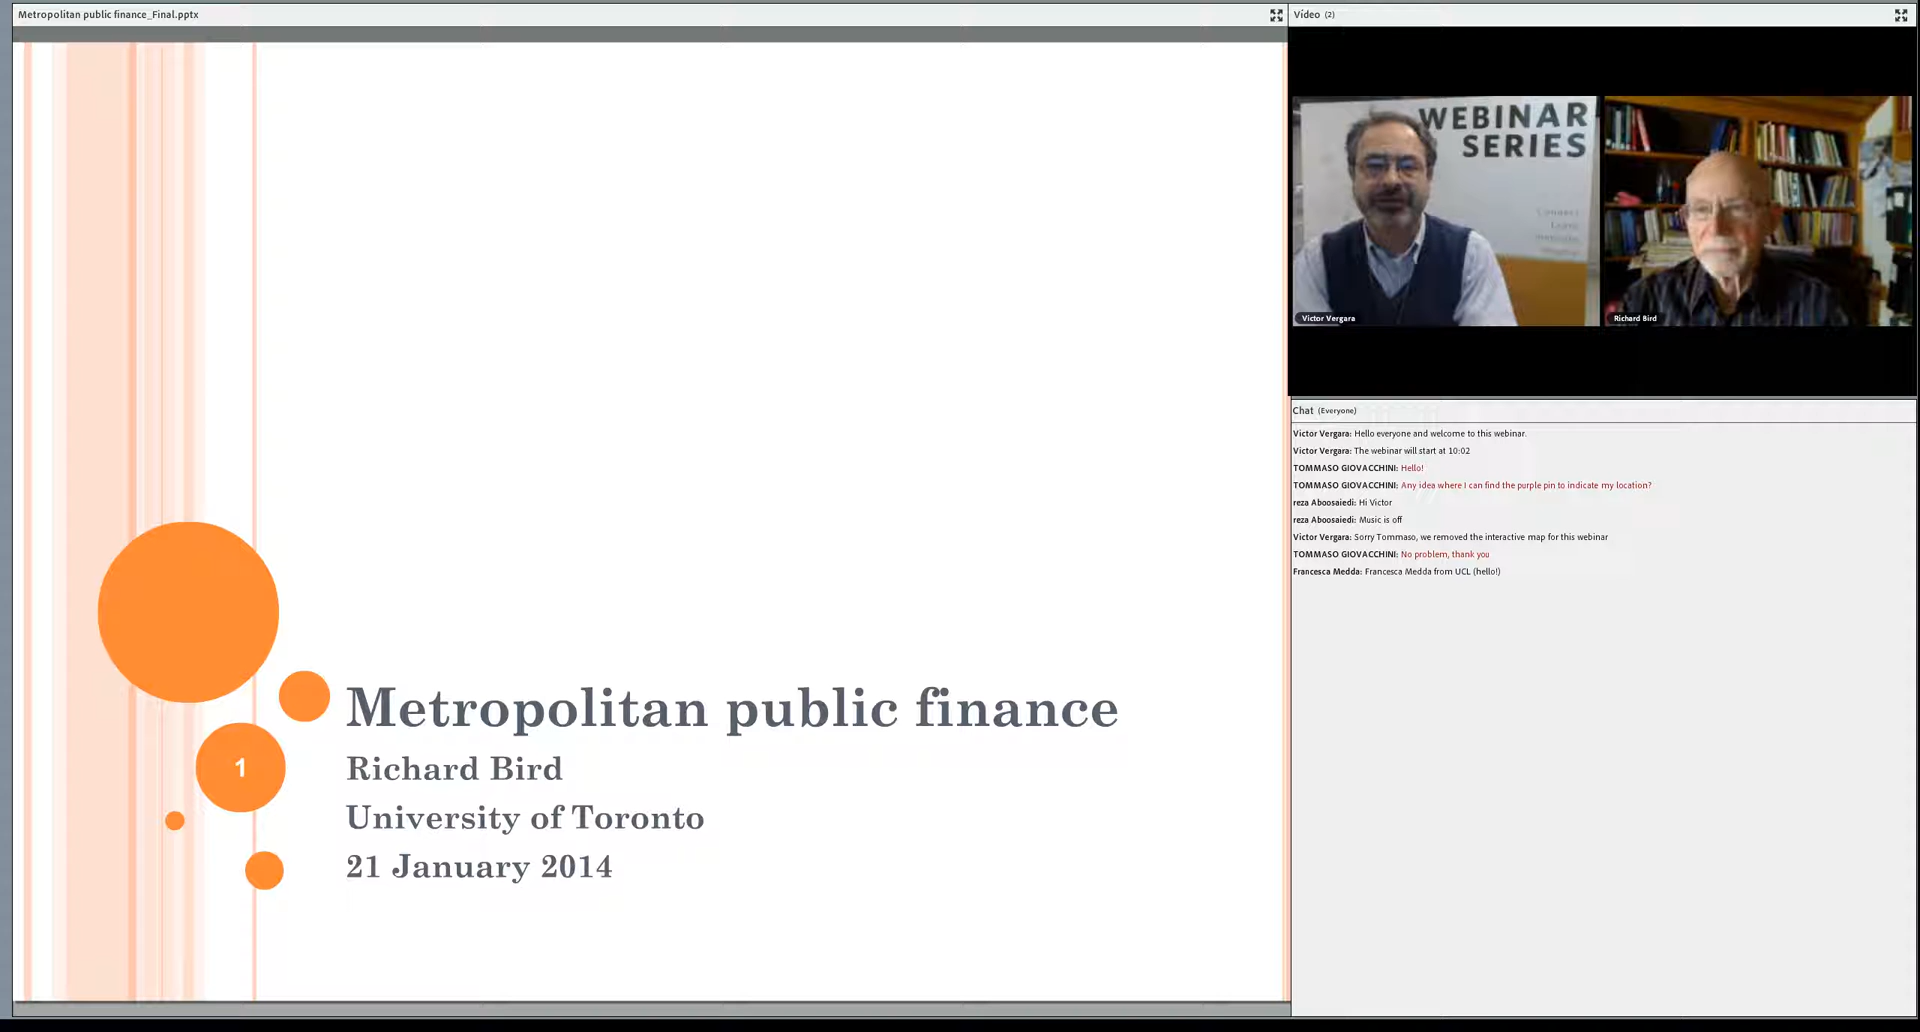 Metropolitan public finance_Final.pptx
Metropolitan public finance
Richard Bird
University of Toronto
21 January 2014
1
Vídeo (2)
WEBINAR
SERIES
Connect
Learn
Victor Vergara
Richard Bird
Chat (Everyone)
Victor Vergara: Hello everyone and welcome to this webinar.
Victor Vergara: The webinar will start at 10:02
TOMMASO GIOVACCHINI: Hello!
TOMMASO GIOVACCHINI: Any idea where I can find the purple pin to indicate my location?
reza Aboosaiedi: Hi Victor
reza Aboosaiedi: Music is off
Victor Vergara: Sorry Tommaso, we removed the interactive map for this webinar
TOMMASO GIOVACCHINI: No problem, thank you
Francesca Medda: Francesca Medda from UCL (hello!)